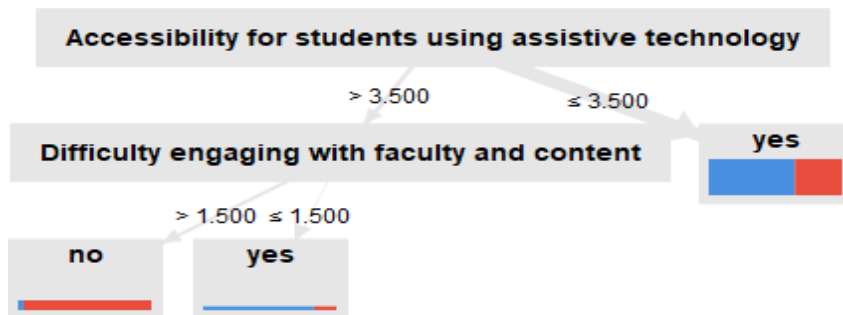 Accessibility for students using assistive technology
> 3.500 ≤ 3.500
Difficulty engaging with faculty and content
yes
> 1.500 ≤ 1.500
no yes